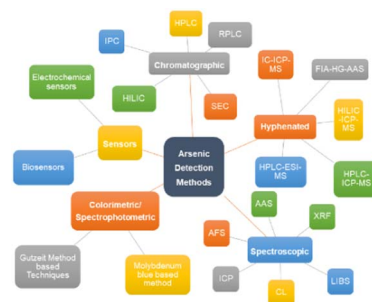 HPLC
RPLC
IPC
Chromatographic
IC-ICP-
MS
FIA-HG-AAS
Electrochemical
sensors
HILIC
SEC
Hyphenated
HILIC
-ICP-
MS
Sensors
Arsenic
Detection
Methods
Biosensors
HPLC-ESI-
MS
HPLC-
ICP-MS
Colorimetric/
Spectrophotometric
AAS
XRF
AFS
Spectroscopic
Gutzeit Method
based
Techniques
Molybdenum
blue based
method
ICP
CL
LIBS